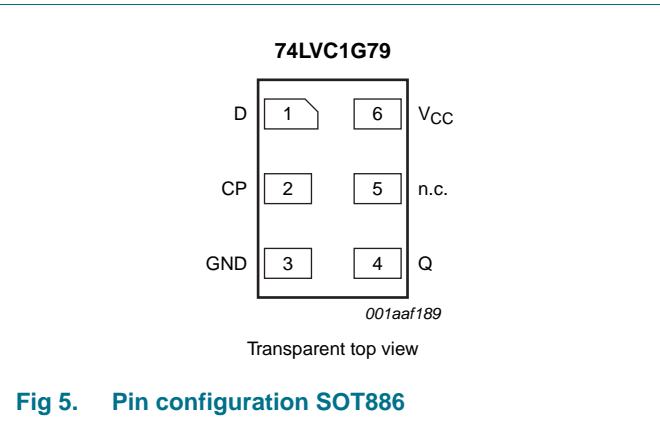 74LVC1G79
D 1 6 VCC
CP 2 5 n.c.
GND 3 4 Q
001aaf189
Transparent top view
Fig 5. Pin configuration SOT886